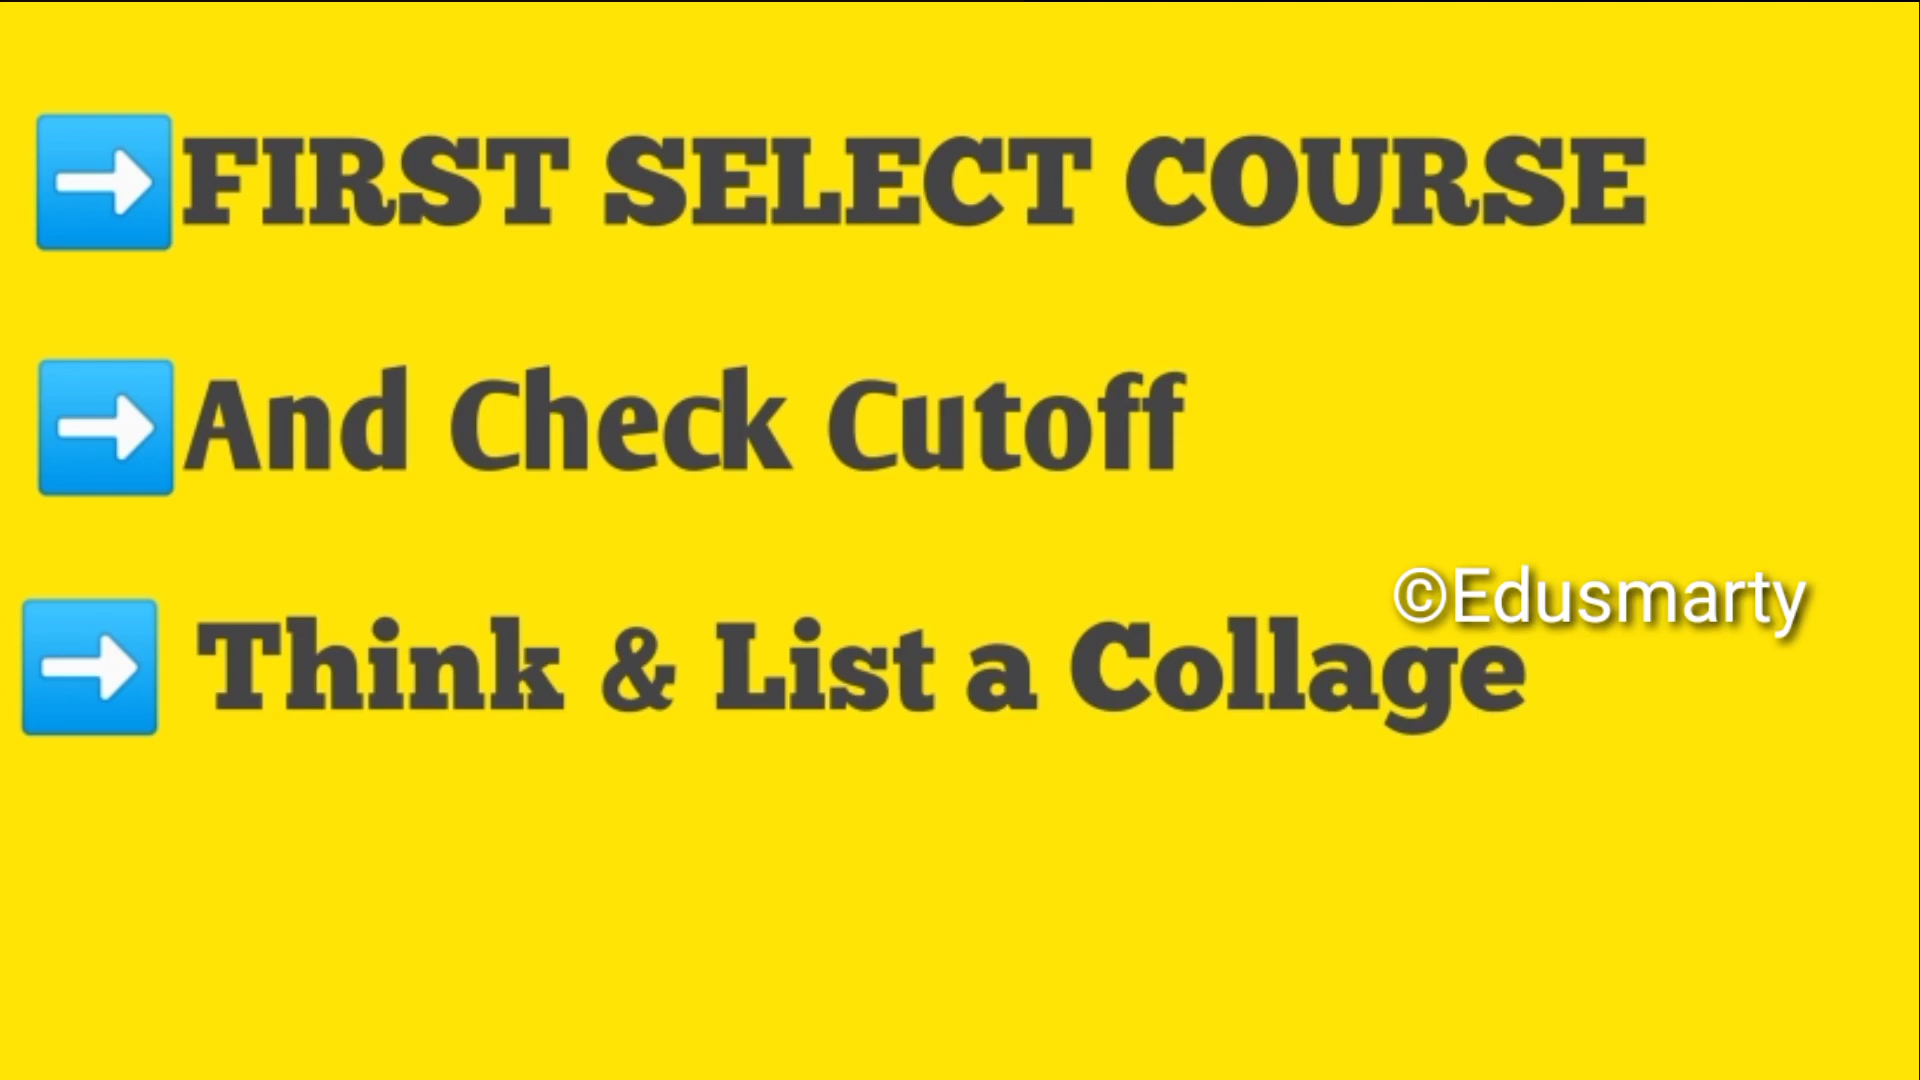 ➡FIRST SELECT COURSE
➡And Check Cutoff
©Edusmarty
➡ Think & List a Collage